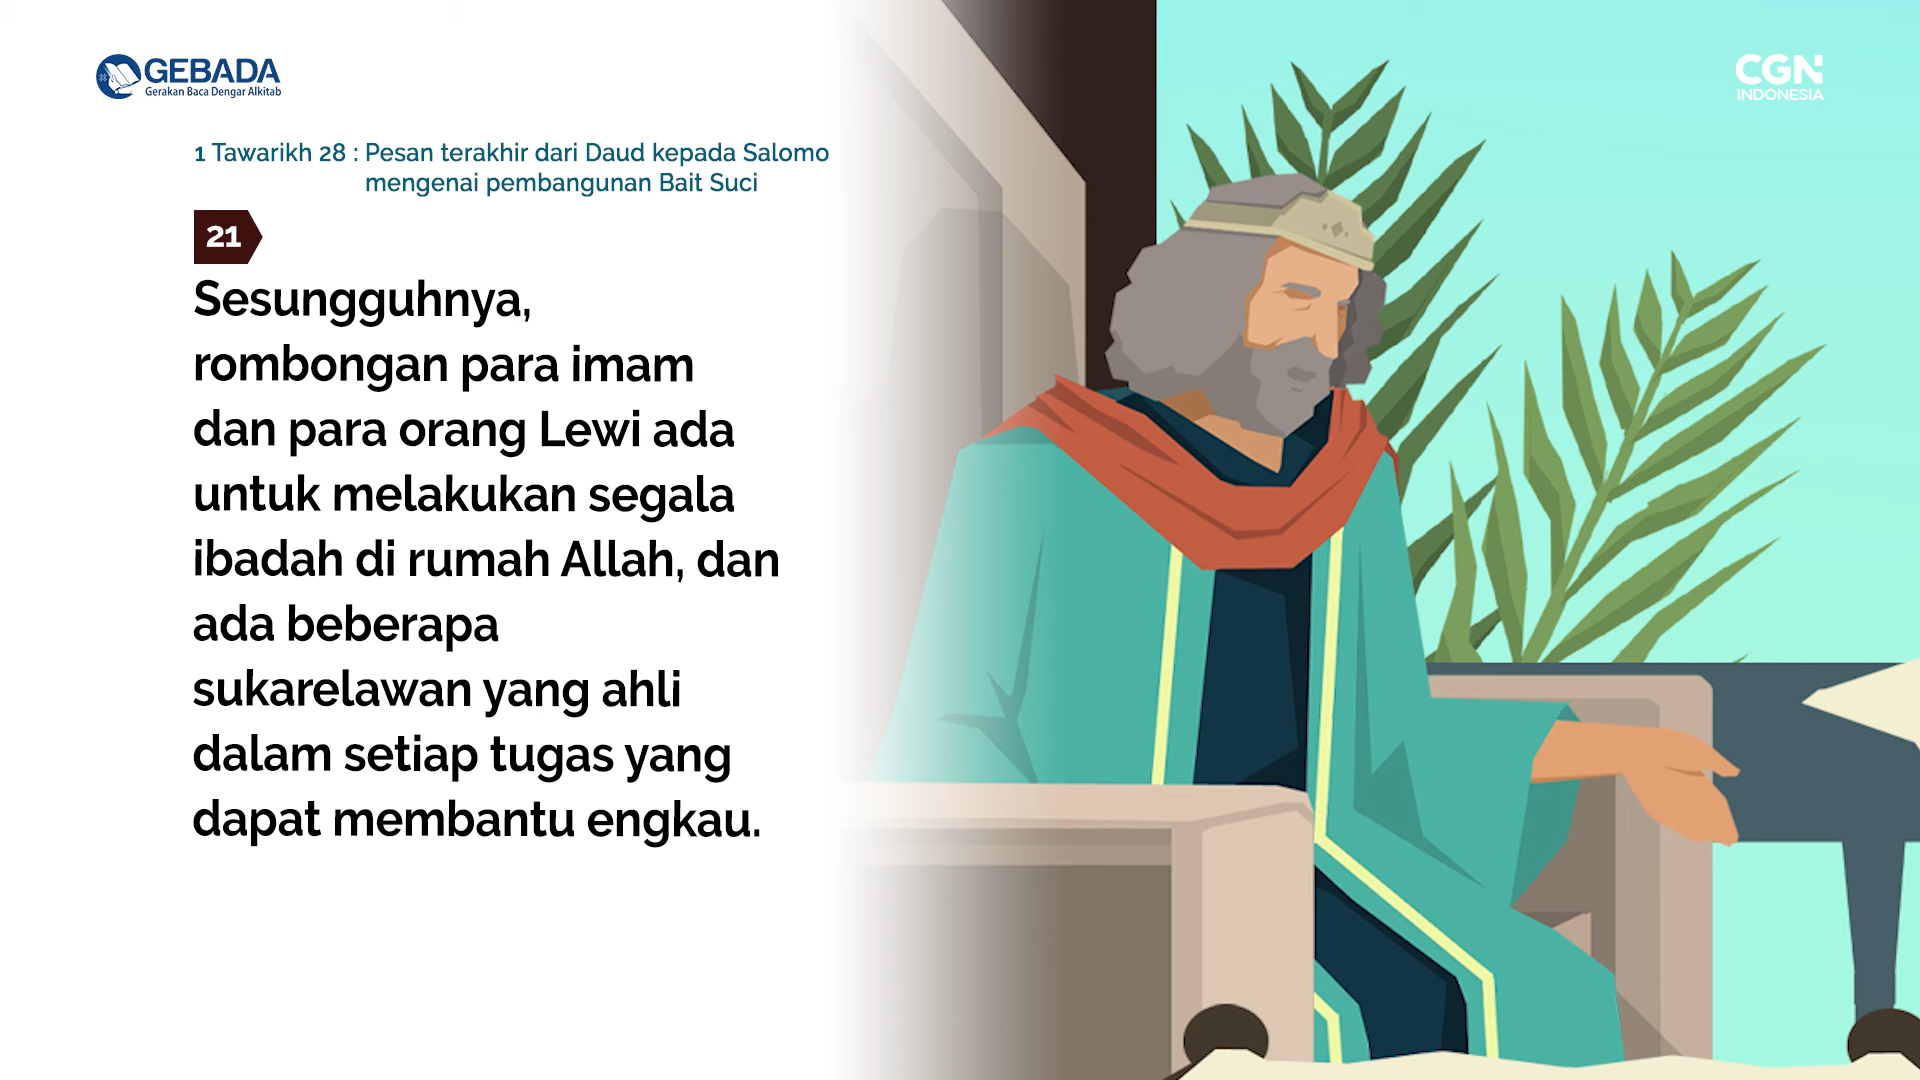 GEBADA
Gerakan Baca Dengar Alkitab
CGN
INDONESIA
1 Tawarikh 28 : Pesan terakhir dari Daud kepada Salomo
mengenai pembangunan Bait Suci
21
Sesungguhnya,
rombongan para imam
dan para orang Lewi ada
untuk melakukan segala
ibadah di rumah Allah, dan
ada beberapa
sukarelawan yang ahli
dalam setiap tugas yang
dapat membantu engkau.